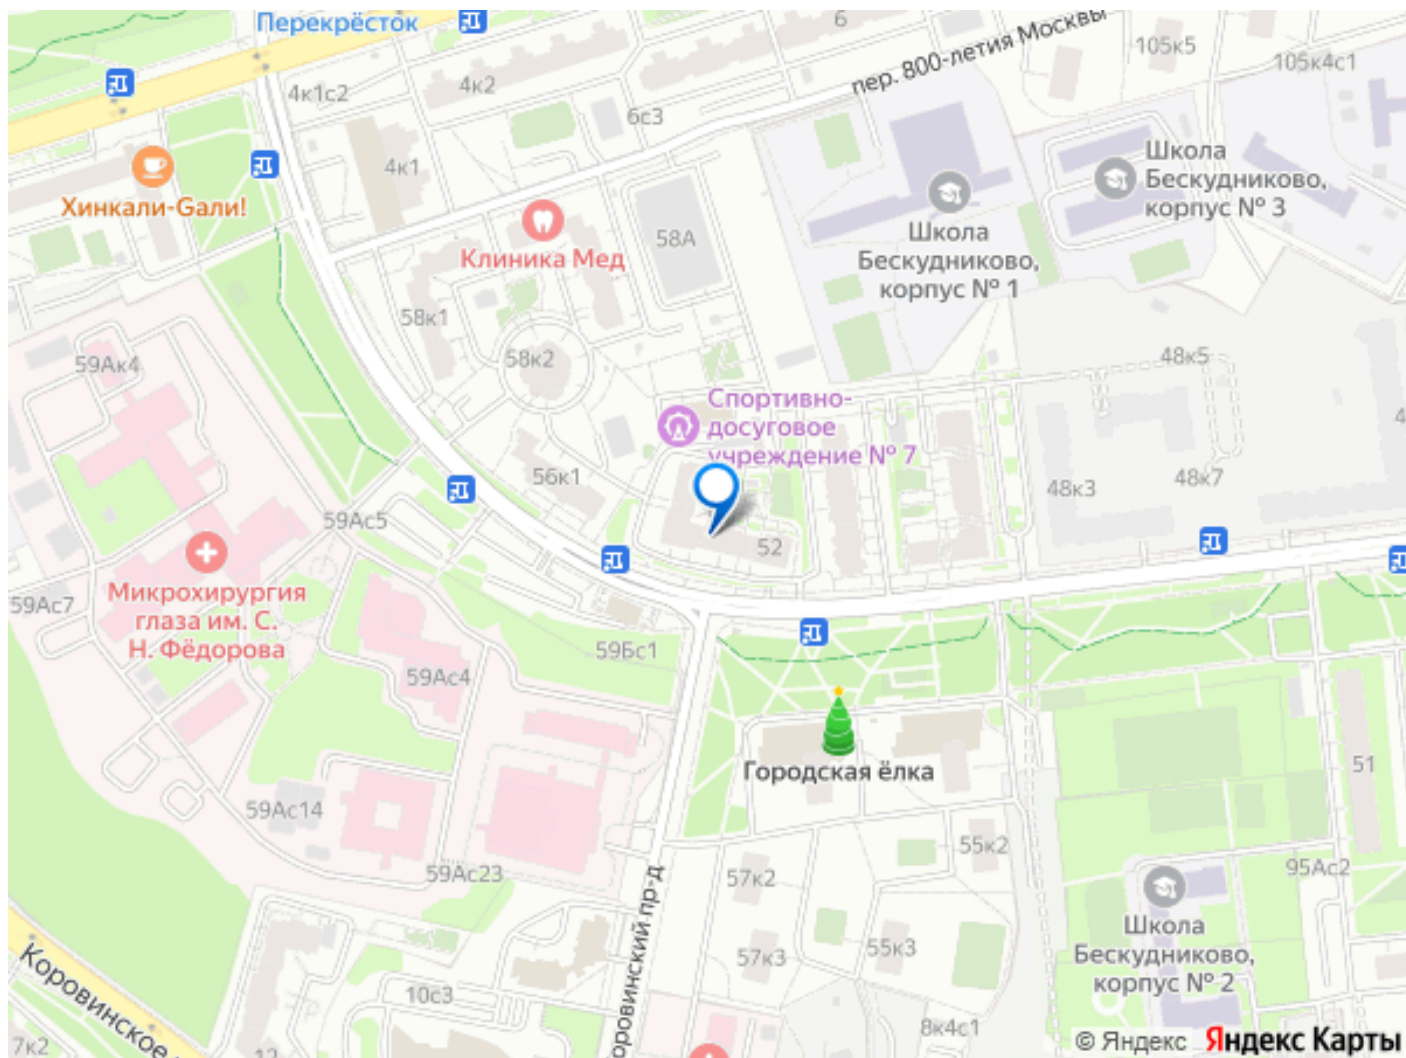 Перекрёсток
6
пер. 800-летия Москвы
105к5
105к4с1
4к1с2
4к2
6с3
4к1
Хинкали-Gали!
Клиника Мед
58А
Школа
Бескудниково,
корпус № 1
Школа
Бескудниково,
корпус № 3
58к1
58к2
59Ак4
48к5
Спортивно-
досуговое
учреждение № 7
4
56к1
48к3
48к7
59Ас5
52
Микрохирургия
глаза им. С.
Н. Фёдорова
59Ас7
59Бс1
59Ас4
Городская ёлка
51
59Ас14
55к2
59Ас23
57к2
95Ас2
Коровинский пр-д
Школа
Бескудниково,
корпус № 2
57к3
55к3
Коровинское
10с3
8к4с1
7к2
12
© Яндекс Яндекс Карты